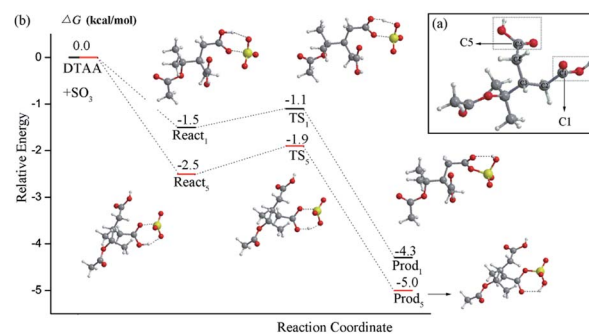 (b)
ΔG (kcal/mol)
(a)
C5
C1
0
0.0
DTAA
+SO₃
-1
-1.5
React₁
-1.1
TS₁
-2
-2.5
React₅
-1.9
TS₅
-3
-4
-4.3
Prod₁
-5
-5.0
Prod₅
Relative Energy
Reaction Coordinate